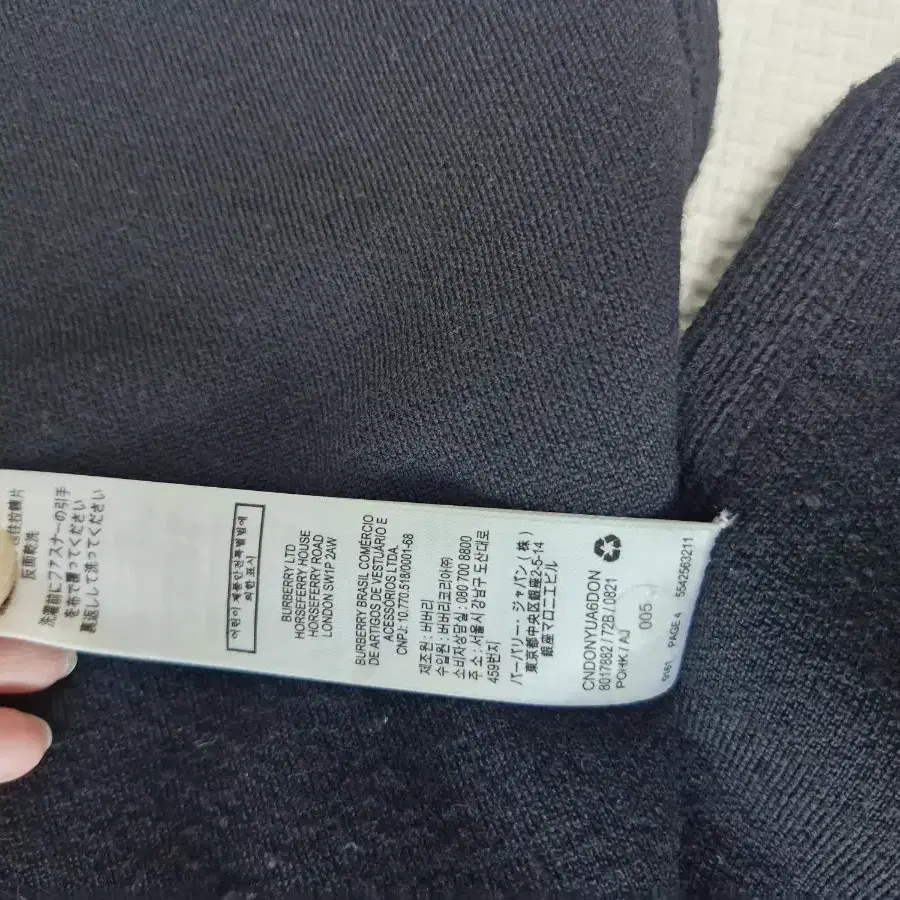 反面乾洗
洗濯前にファスナーの引手
を布で覆ってください
裏返しして洗ってください
어린이 제품안전특별법에
의한 표시
BURBERRY LTD
HORSEFERRY HOUSE
HORSEFERRY ROAD
LONDON SW1P 2AW
BURBERRY BRASIL COMÉRCIO
DE ARTIGOS DE VESTUÁRIO E
ACESSORIOS LTDA.
CNPJ: 10.770.518/0001-68
제조원 : 버버리
수입원 : 버버리코리아㈜
소비자상담실 : 080 700 8800
주 소 : 서울시 강남구 도산대로
459번지
バーバリー・ジャパン(株)
東京都中央区銀座2-5-14
銀座マロニエビル
CNDONYUA6DON
8017882 / 72B / 0821
POHK / AJ
005
PAGE 4
5542563211